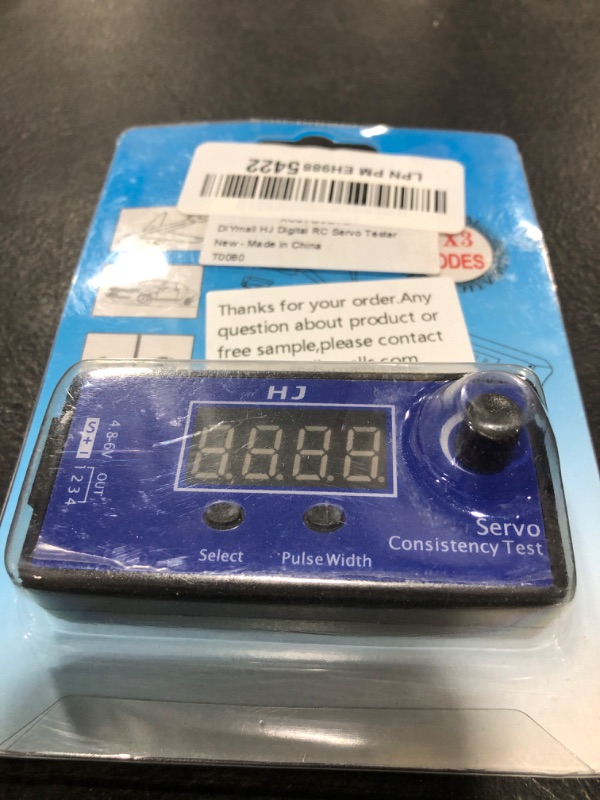 LPN PM EH9885422
DIYmall HJ Digital RC Servo Tester
New - Made in China
TD0B0
X3
ODES
Thanks for your order.Any
question about product or
free sample,please contact
HJ
4.8-6V
S + -
OUT
1 2 3 4
Select
Pulse Width
Servo
Consistency Test